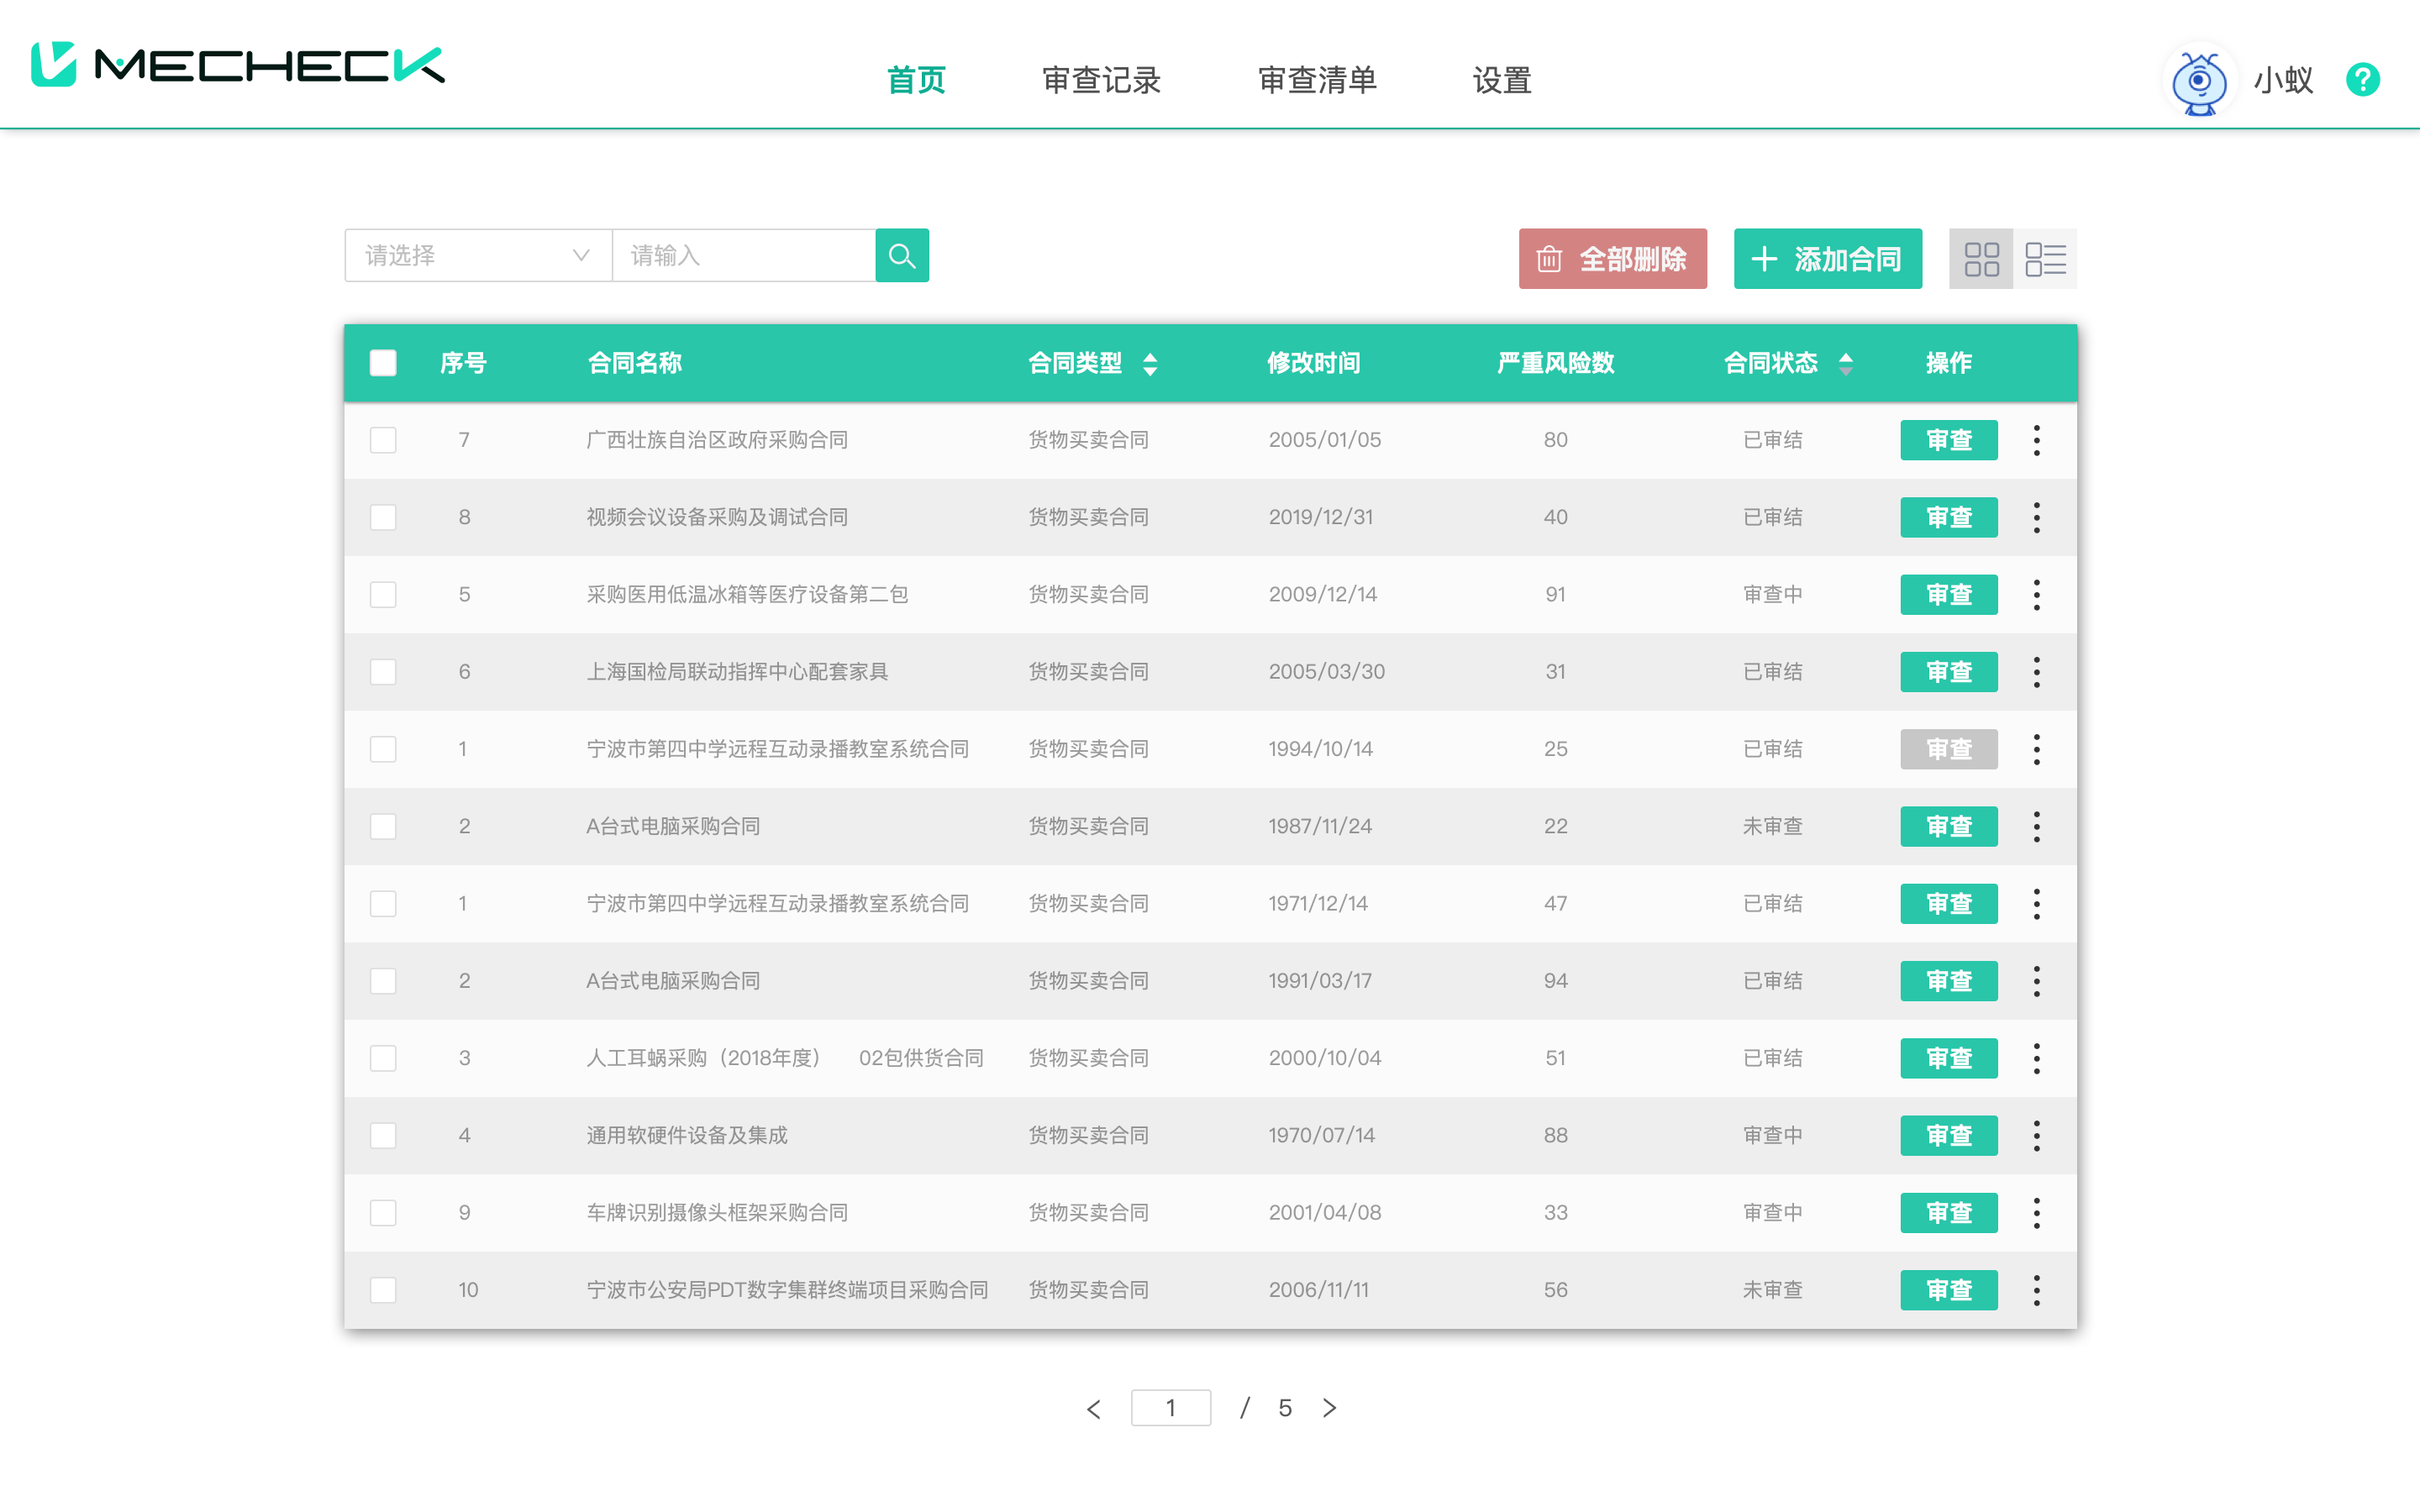 MECHECK 首页 审查记录 审查清单 设置 小蚁 ?
请选择 请输入 全部删除 + 添加合同
序号 合同名称 合同类型 修改时间 严重风险数 合同状态 操作
7 广西壮族自治区政府采购合同 货物买卖合同 2005/01/05 80 已审结 审查
8 视频会议设备采购及调试合同 货物买卖合同 2019/12/31 40 已审结 审查
5 采购医用低温冰箱等医疗设备第二包 货物买卖合同 2009/12/14 91 审查中 审查
6 上海国检局联动指挥中心配套家具 货物买卖合同 2005/03/30 31 已审结 审查
1 宁波市第四中学远程互动录播教室系统合同 货物买卖合同 1994/10/14 25 已审结 审查
2 A台式电脑采购合同 货物买卖合同 1987/11/24 22 未审查 审查
1 宁波市第四中学远程互动录播教室系统合同 货物买卖合同 1971/12/14 47 已审结 审查
2 A台式电脑采购合同 货物买卖合同 1991/03/17 94 已审结 审查
3 人工耳蜗采购（2018年度） 02包供货合同 货物买卖合同 2000/10/04 51 已审结 审查
4 通用软硬件设备及集成 货物买卖合同 1970/07/14 88 审查中 审查
9 车牌识别摄像头框架采购合同 货物买卖合同 2001/04/08 33 审查中 审查
10 宁波市公安局PDT数字集群终端项目采购合同 货物买卖合同 2006/11/11 56 未审查 审查
< 1 / 5 >